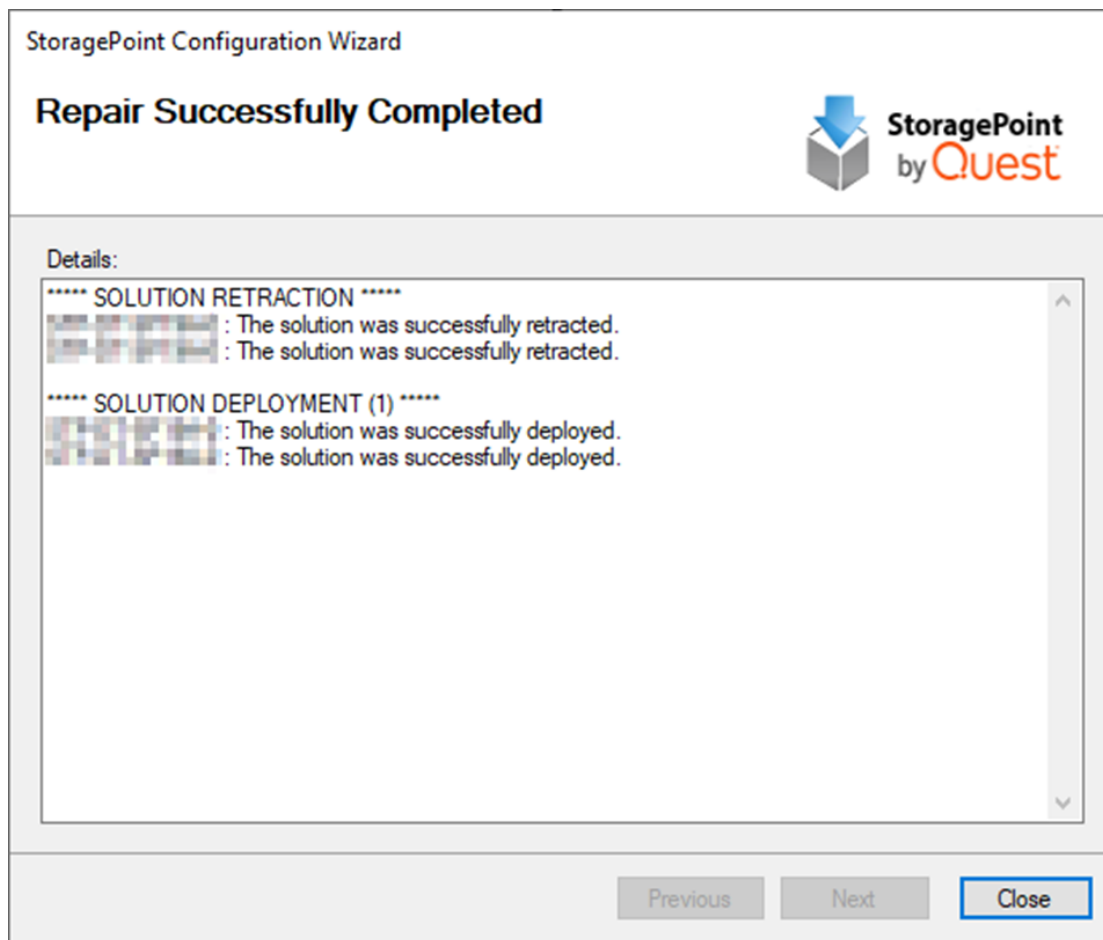 StoragePoint Configuration Wizard
Repair Successfully Completed
StoragePoint
by Quest
Details:
***** SOLUTION RETRACTION *****
: The solution was successfully retracted.
: The solution was successfully retracted.
***** SOLUTION DEPLOYMENT (1) *****
: The solution was successfully deployed.
: The solution was successfully deployed.
Previous
Next
Close